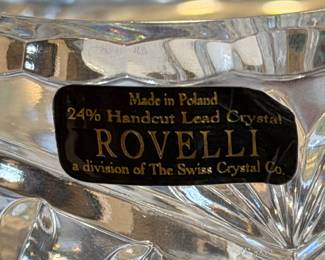 Made in Poland
24% Handcut Lead Crystal
ROVELLI
a division of The Swiss Crystal Co.